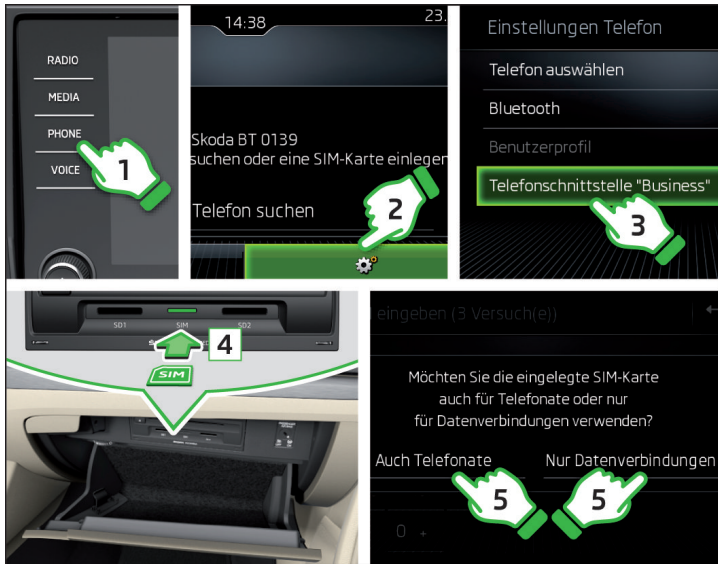 RADIO
MEDIA
PHONE
VOICE
1
14:38
23.
Skoda BT 0139
suchen oder eine SIM-Karte einlegen
Telefon suchen
2
Einstellungen Telefon
Telefon auswählen
Bluetooth
Benutzerprofil
Telefonschnittstelle "Business"
3
SD1 SIM SD2
4
SIM
eingeben (3 Versuch(e))
Möchten Sie die eingelegte SIM-Karte
auch für Telefonate oder nur
für Datenverbindungen verwenden?
Auch Telefonate Nur Datenverbindungen
5 5
0 +